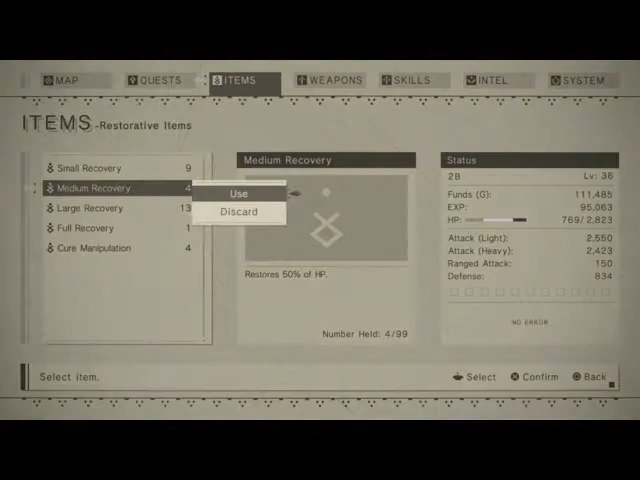 MAP QUESTS ITEMS WEAPONS SKILLS INTEL SYSTEM
ITEMS -Restorative Items
Small Recovery 9
Medium Recovery 4
Large Recovery 13
Full Recovery 1
Cure Manipulation 4
Use
Discard
Medium Recovery
Restores 50% of HP.
Number Held: 4/99
Status
2B Lv: 36
Funds (G): 111,485
EXP: 95,063
HP: 769/2,823
Attack (Light): 2,550
Attack (Heavy): 2,423
Ranged Attack: 150
Defense: 834
NO ERROR
Select item.
Select Confirm Back